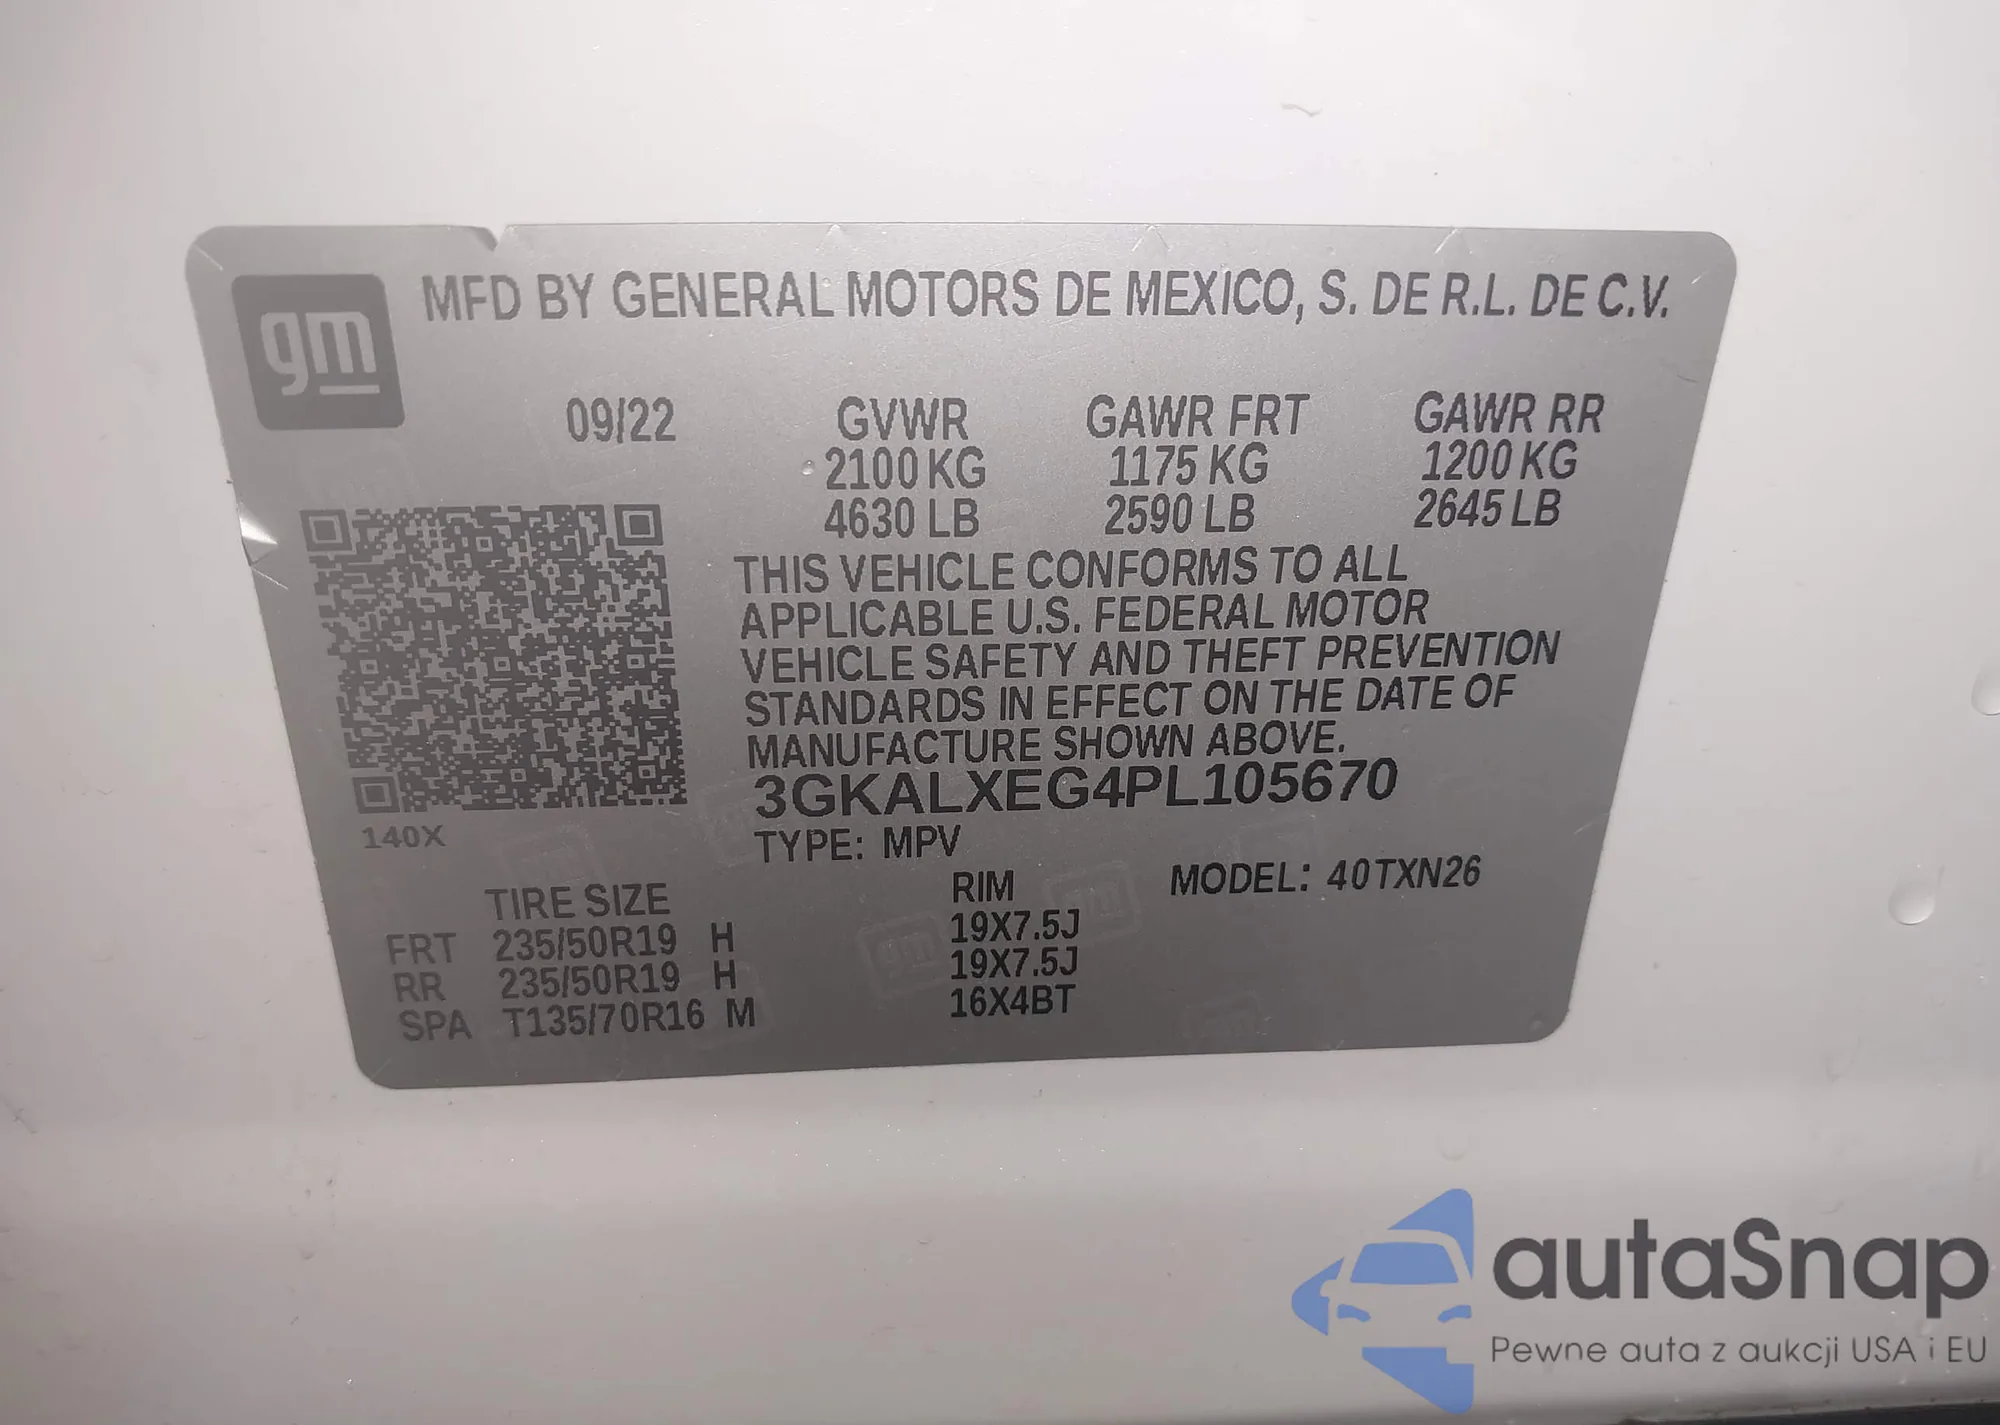 gm
MFD BY GENERAL MOTORS DE MEXICO, S. DE R.L. DE C.V.
09/22 GVWR GAWR FRT GAWR RR
2100 KG 1175 KG 1200 KG
4630 LB 2590 LB 2645 LB
THIS VEHICLE CONFORMS TO ALL
APPLICABLE U.S. FEDERAL MOTOR
VEHICLE SAFETY AND THEFT PREVENTION
STANDARDS IN EFFECT ON THE DATE OF
MANUFACTURE SHOWN ABOVE.
3GKALXEG4PL105670
140X
TYPE: MPV
TIRE SIZE RIM MODEL: 40TXN26
FRT 235/50R19 H 19X7.5J
RR 235/50R19 H 19X7.5J
SPA T135/70R16 M 16X4BT
autaSnap
Pewne auta z aukcji USA i EU